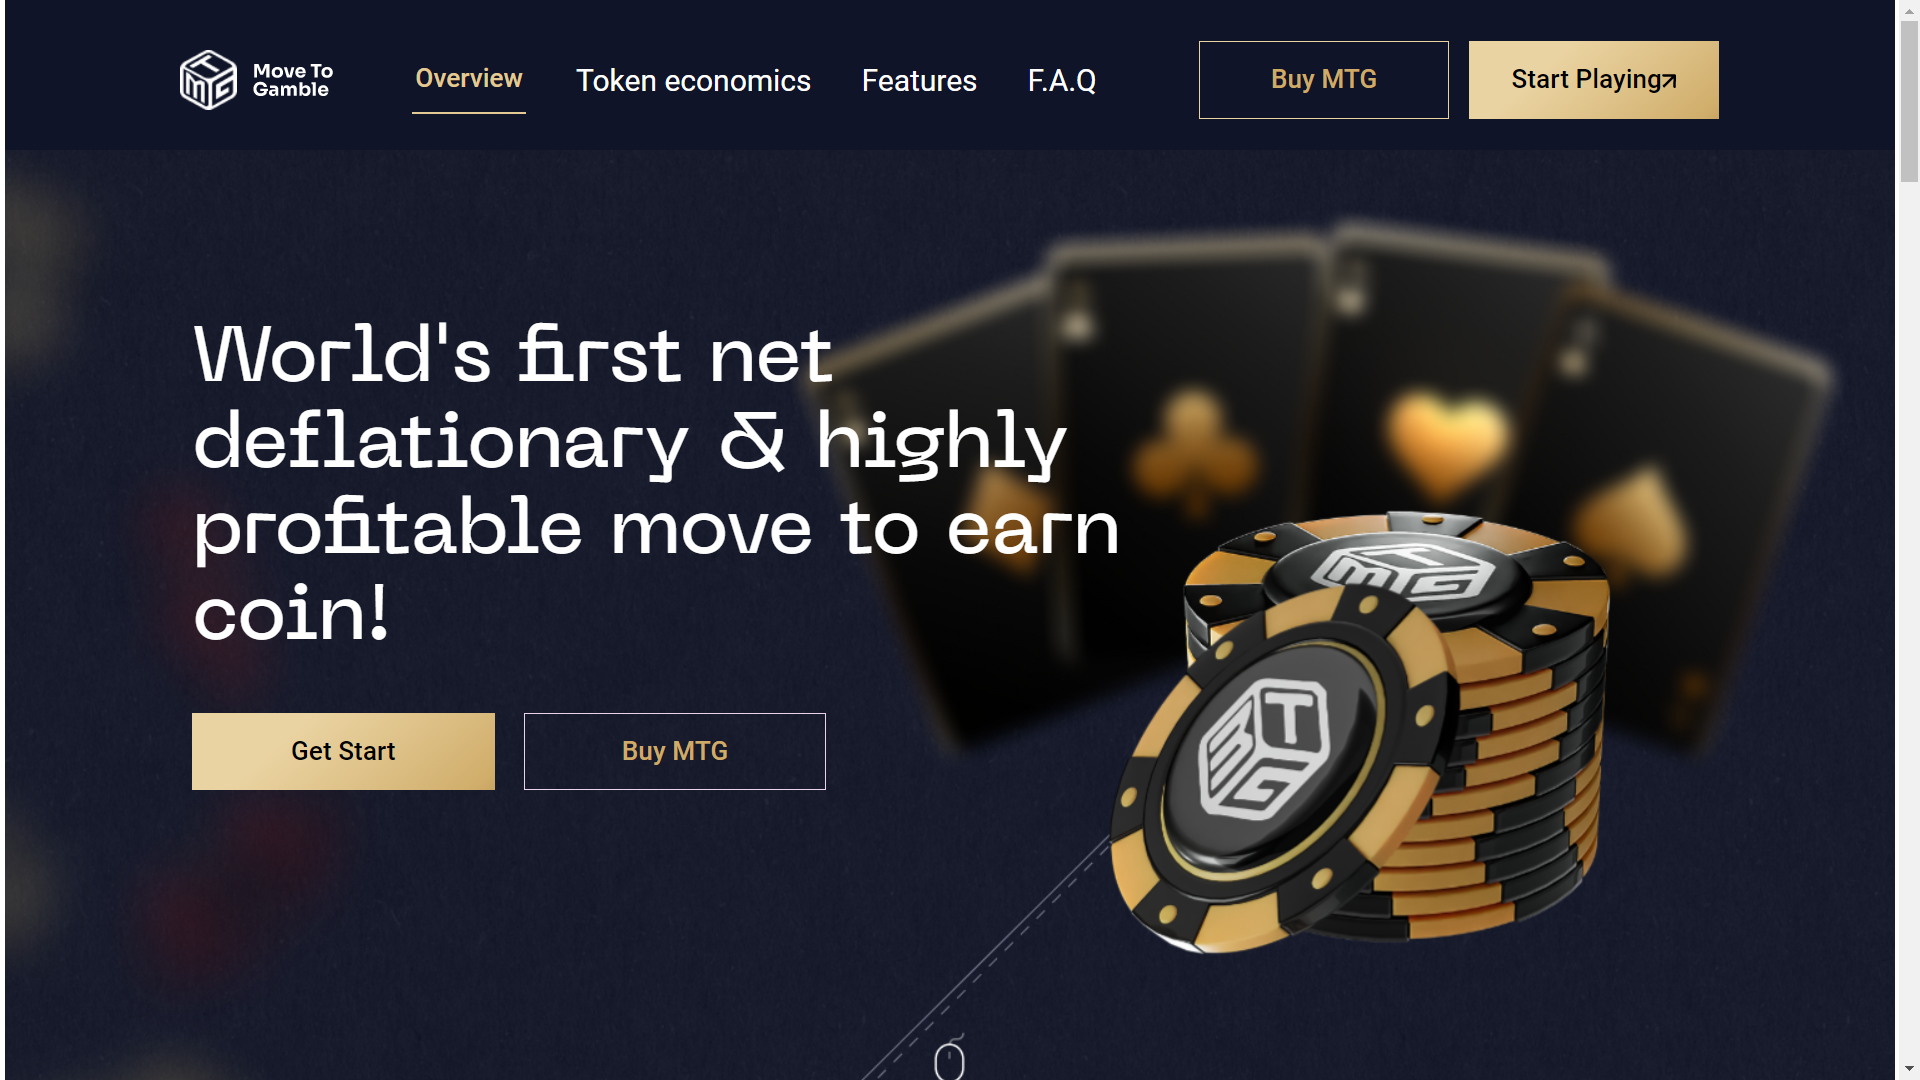 Move To
Gamble
Overview
Token economics
Features
F.A.Q
Buy MTG
Start Playing
World's first net
deflationary & highly
profitable move to earn
coin!
Get Start
Buy MTG
MTG
MTG